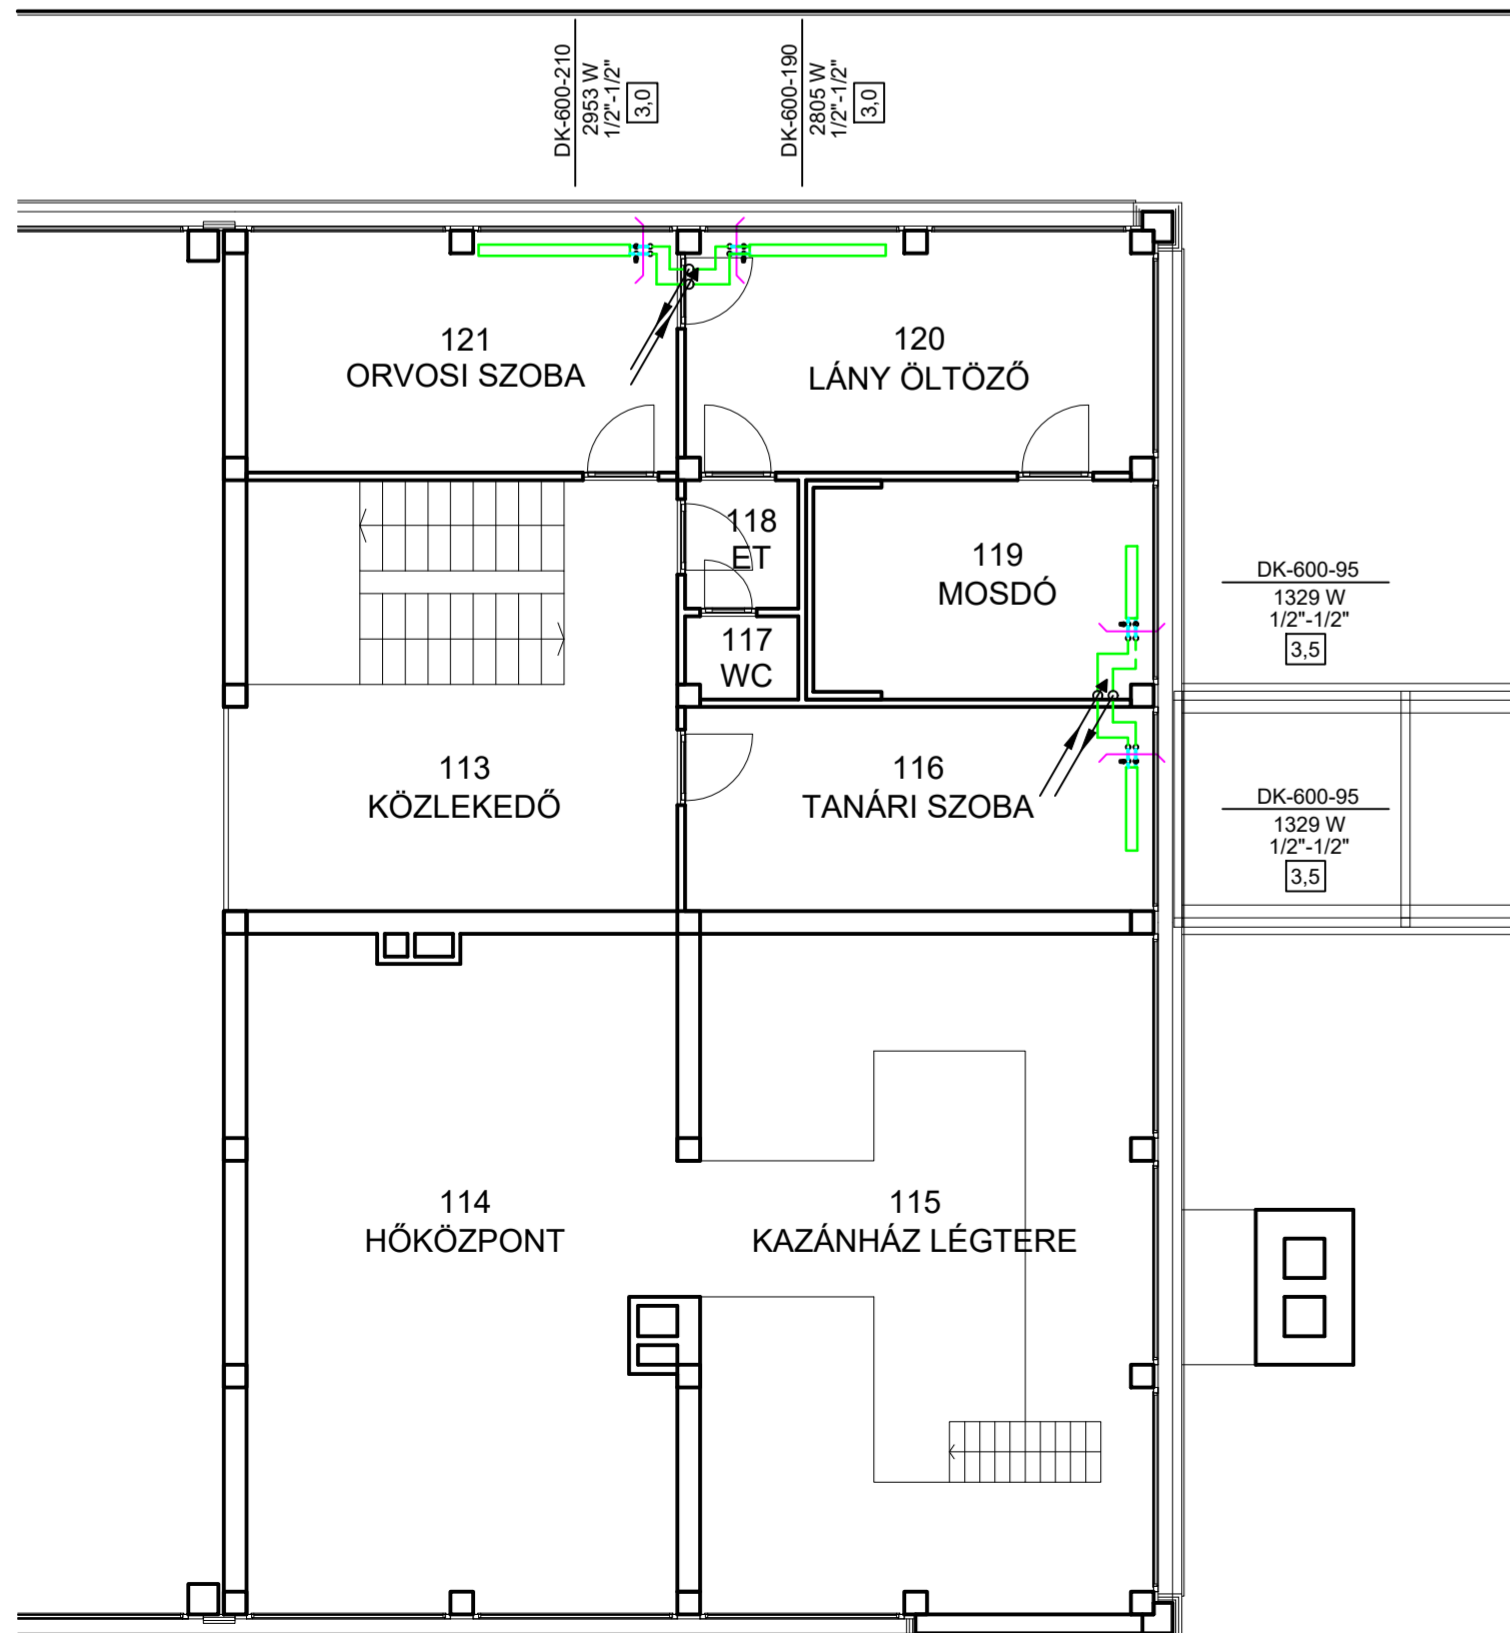 DK-600-210
2953 W
1/2"-1/2"
3,0
DK-600-190
2805 W
1/2"-1/2"
3,0
121
ORVOSI SZOBA
120
LÁNY ÖLTÖZŐ
118
ET
119
MOSDÓ
DK-600-95
1329 W
1/2"-1/2"
3,5
117
WC
113
KÖZLEKEDŐ
116
TANÁRI SZOBA
DK-600-95
1329 W
1/2"-1/2"
3,5
114
HŐKÖZPONT
115
KAZÁNHÁZ LÉGTERE